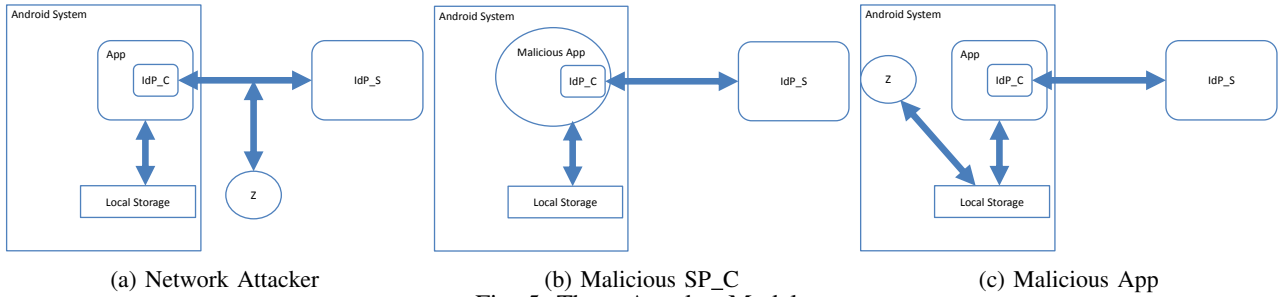 Android System
App
IdP_C
IdP_S
Local Storage
Z
(a) Network Attacker
Android System
Malicious App
IdP_C
IdP_S
Local Storage
(b) Malicious SP_C
Android System
Z
App
IdP_C
IdP_S
Local Storage
(c) Malicious App